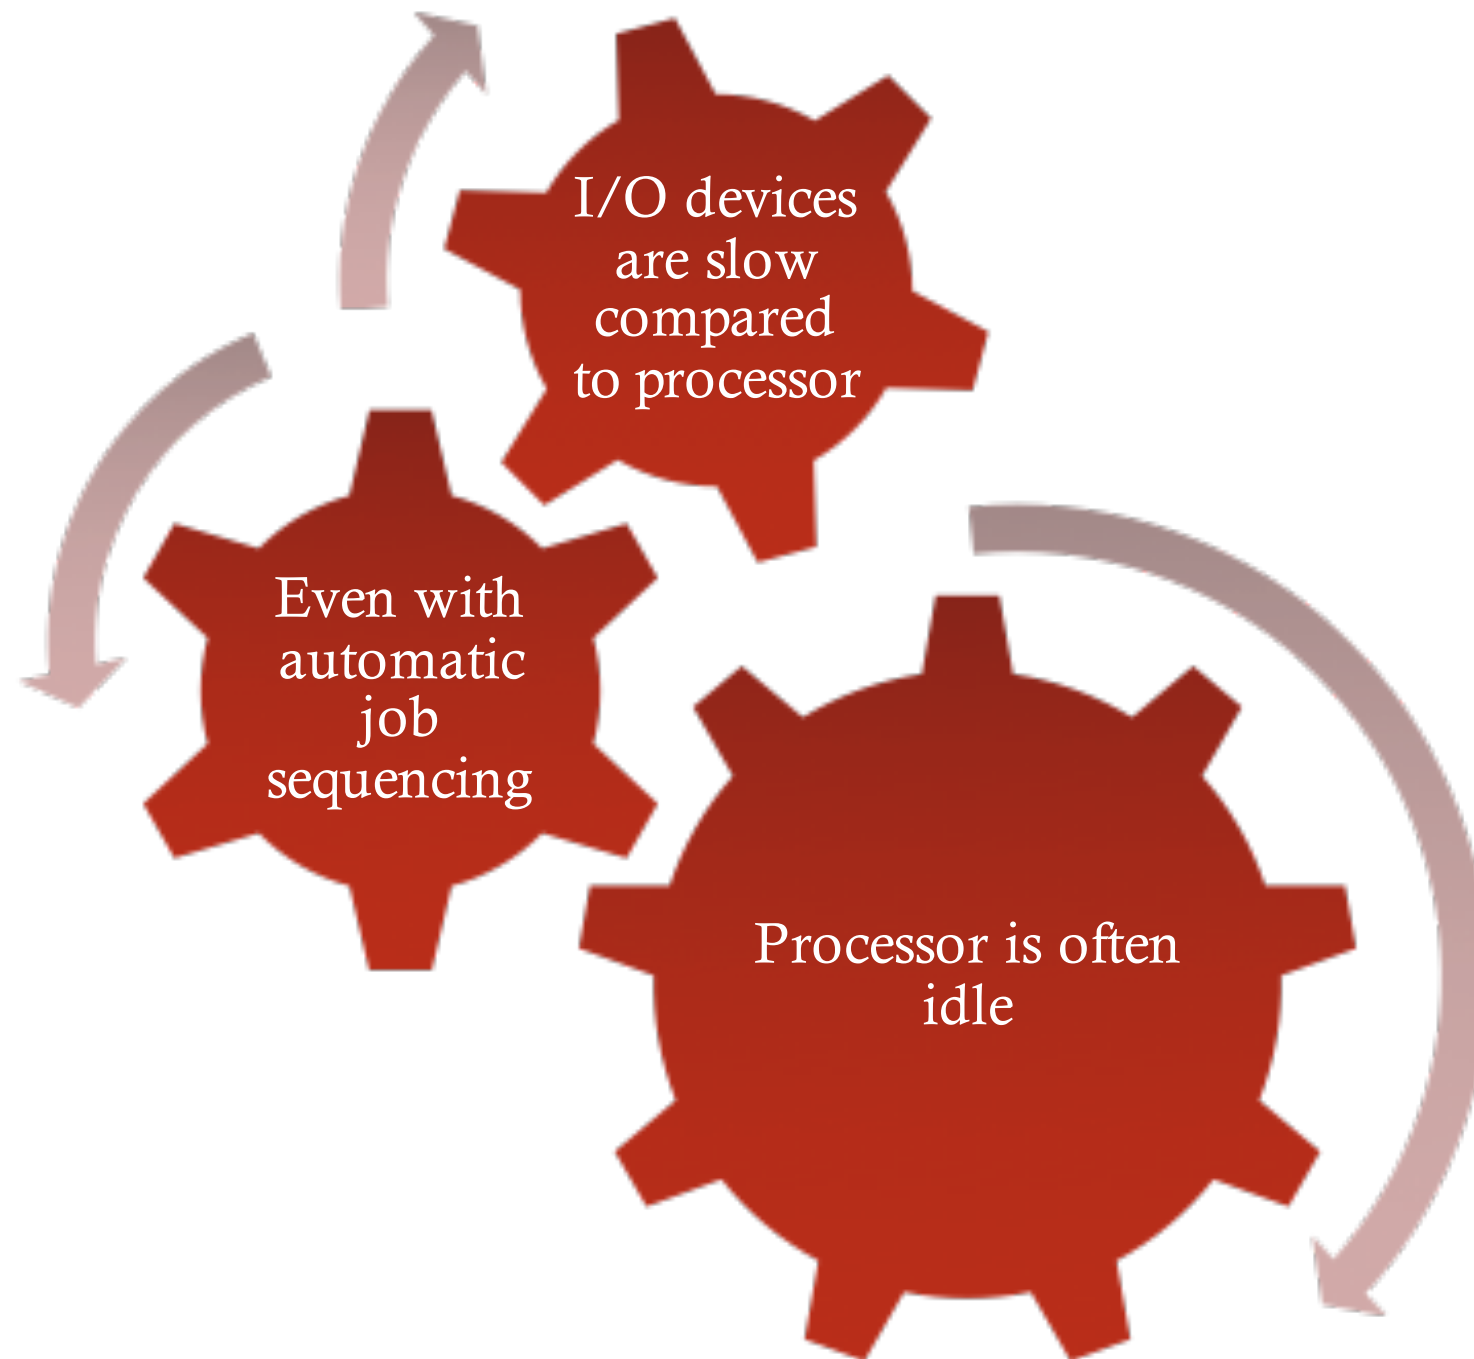 I/O devices
are slow
compared
to processor
Even with
automatic
job
sequencing
Processor is often
idle